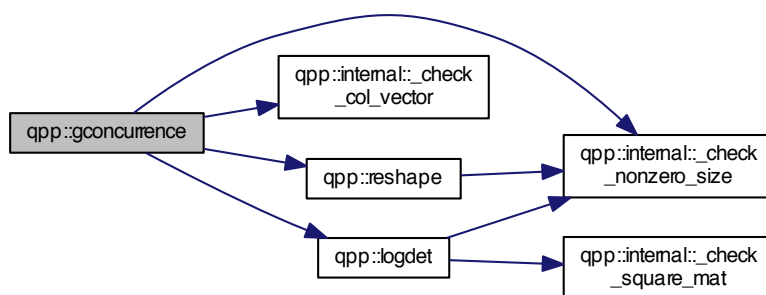 qpp::internal::_check
_col_vector
qpp::gconcurrence
qpp::internal::_check
_nonzero_size
qpp::reshape
qpp::logdet
qpp::internal::_check
_square_mat